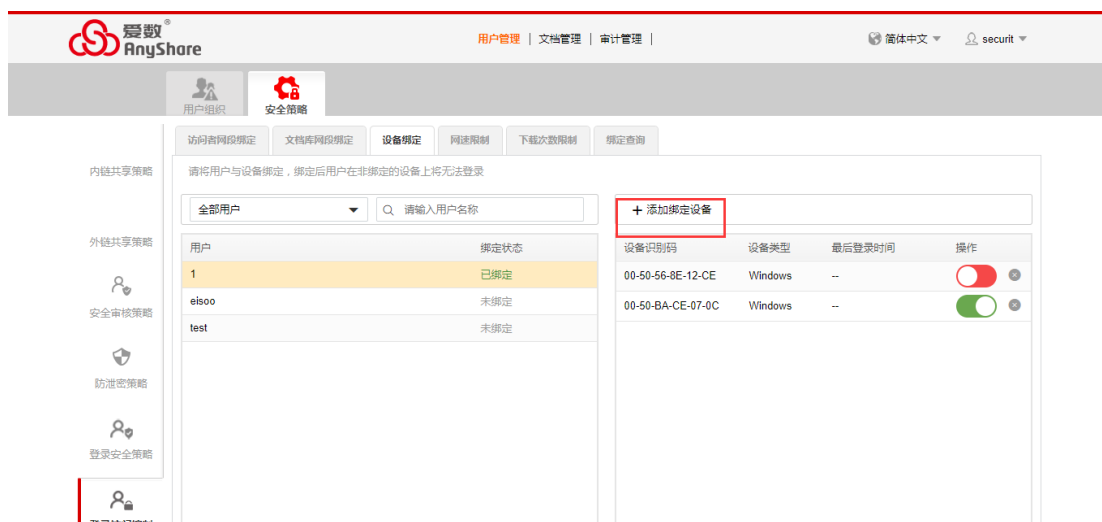 爱数®
AnyShare
用户管理 | 文档管理 | 审计管理 |
简体中文 securit
用户组织 安全策略
访问者网段绑定 文档库网段绑定 设备绑定 网速限制 下载次数限制 绑定查询
内链共享策略
外链共享策略
安全审核策略
防泄密策略
登录安全策略
请将用户与设备绑定，绑定后用户在非绑定的设备上将无法登录
全部用户 请输入用户名称
+ 添加绑定设备
用户 绑定状态
1 已绑定
eisoo 未绑定
test 未绑定
设备识别码 设备类型 最后登录时间 操作
00-50-56-8E-12-CE Windows --
00-50-BA-CE-07-0C Windows --